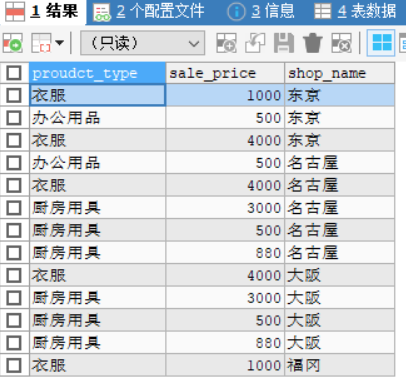 1 结果 2 个配置文件 3 信息 4 表数据
（只读）
proudct_type sale_price shop_name
衣服 1000 东京
办公用品 500 东京
衣服 4000 东京
办公用品 500 名古屋
衣服 4000 名古屋
厨房用具 3000 名古屋
厨房用具 500 名古屋
厨房用具 880 名古屋
衣服 4000 大阪
厨房用具 3000 大阪
厨房用具 500 大阪
厨房用具 880 大阪
衣服 1000 福冈